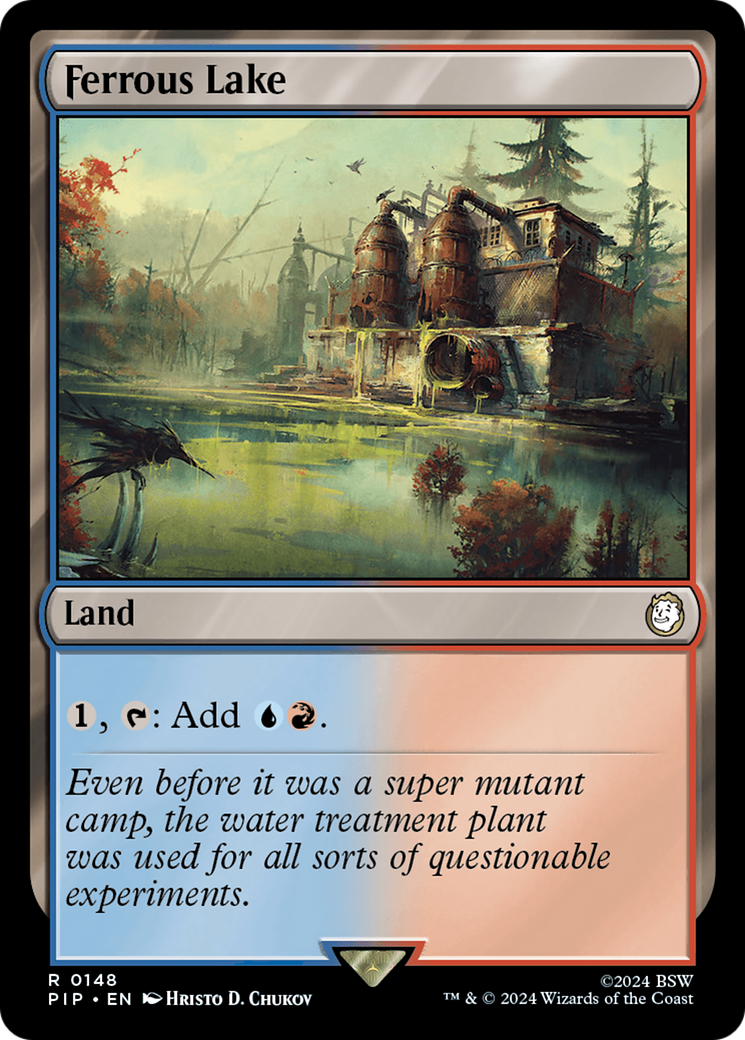 Ferrous Lake
Land
1, : Add .
Even before it was a super mutant
camp, the water treatment plant
was used for all sorts of questionable
experiments.
R 0148
PIP • EN Hristo D. Chukov
©2024 BSW
™ & © 2024 Wizards of the Coast